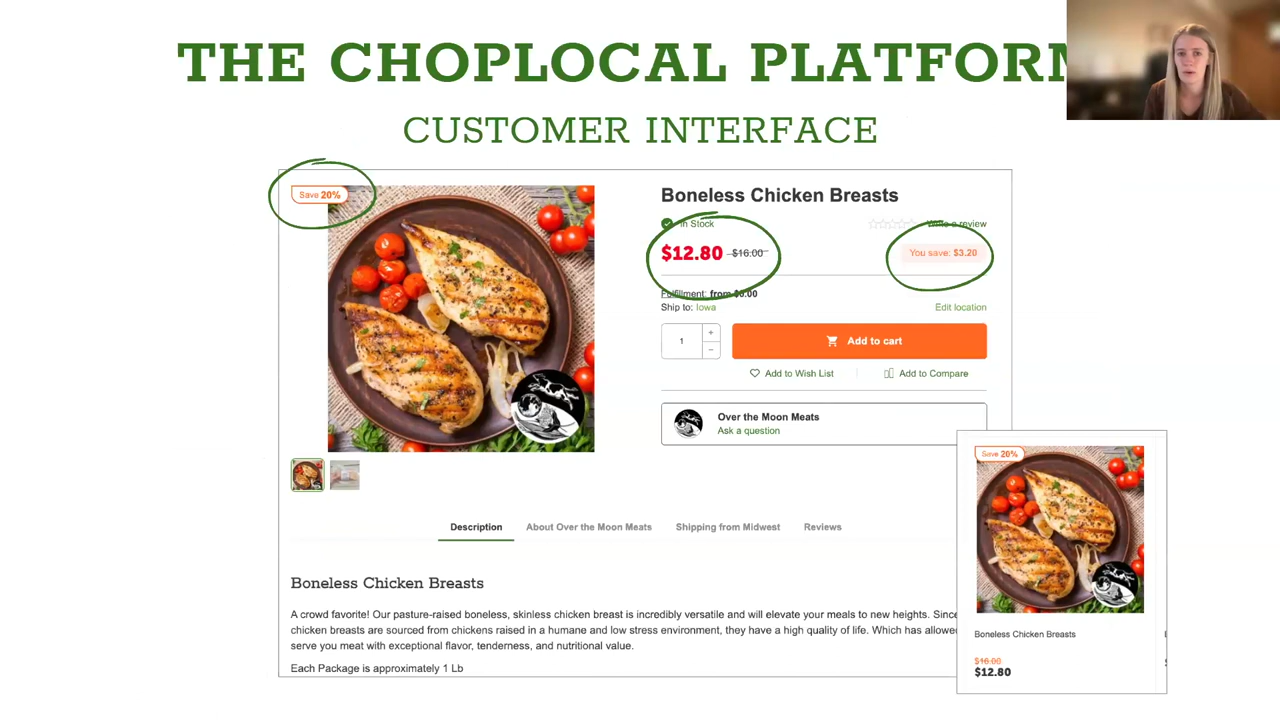 THE CHOPLOCAL PLATFORM
CUSTOMER INTERFACE
Save 20%
Boneless Chicken Breasts
In Stock
Write a review
$12.80 $16.00
You save: $3.20
Fulfillment: from $0.00
Ship to: Iowa
Edit location
1
+
−
Add to cart
Add to Wish List
Add to Compare
Over the Moon Meats
Ask a question
Description
About Over the Moon Meats
Shipping from Midwest
Reviews
Boneless Chicken Breasts
A crowd favorite! Our pasture-raised boneless, skinless chicken breast is incredibly versatile and will elevate your meals to new heights. Since
chicken breasts are sourced from chickens raised in a humane and low stress environment, they have a high quality of life. Which has allowe
serve you meat with exceptional flavor, tenderness, and nutritional value.
Each Package is approximately 1 Lb
Save 20%
Boneless Chicken Breasts
$16.00
$12.80